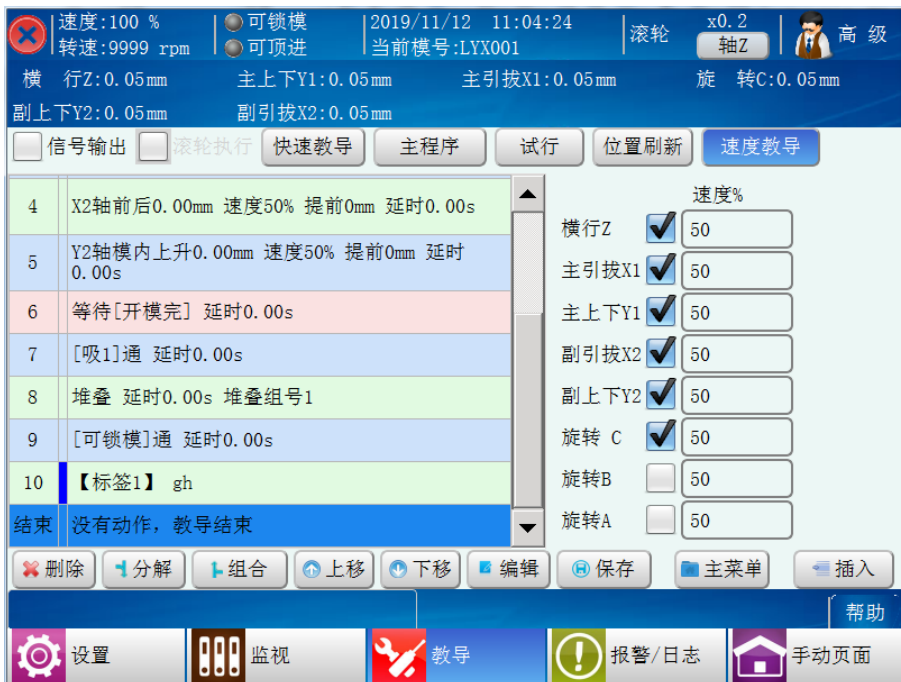 速度:100 % 可锁模 2019/11/12 11:04:24 滚轮 x0.2 高 级
转速:9999 rpm 可顶进 当前模号:LYX001 轴Z
横 行Z:0.05mm 主上下Y1:0.05mm 主引拔X1:0.05mm 旋 转C:0.05mm
副上下Y2:0.05mm 副引拔X2:0.05mm
信号输出 滚轮执行 快速教导 主程序 试行 位置刷新 速度教导
4 X2轴前后0.00mm 速度50% 提前0mm 延时0.00s
5 Y2轴模内上升0.00mm 速度50% 提前0mm 延时
0.00s
6 等待[开模完] 延时0.00s
7 [吸1]通 延时0.00s
8 堆叠 延时0.00s 堆叠组号1
9 [可锁模]通 延时0.00s
10 【标签1】 gh
结束 没有动作，教导结束
速度%
横行Z 50
主引拔X1 50
主上下Y1 50
副引拔X2 50
副上下Y2 50
旋转 C 50
旋转B 50
旋转A 50
删除 分解 组合 上移 下移 编辑 保存 主菜单 插入
帮助
设置 监视 教导 报警/日志 手动页面